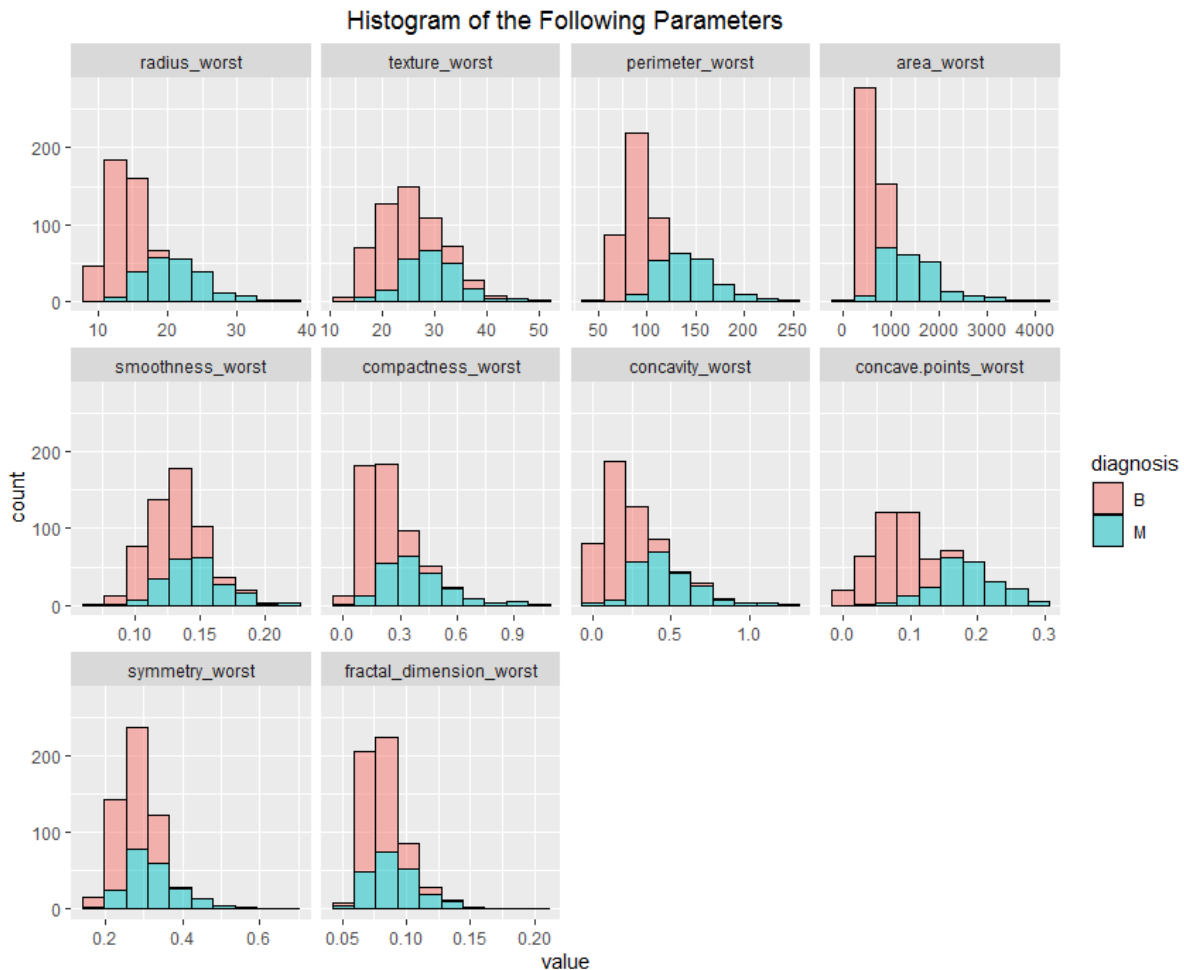 Histogram of the Following Parameters
radius_worst texture_worst perimeter_worst area_worst
200
100
0
10 20 30 40 10 20 30 40 50 50 100 150 200 250 0 1000 2000 3000 4000
smoothness_worst compactness_worst concavity_worst concave.points_worst
200
100
0
0.10 0.15 0.20 0.0 0.3 0.6 0.9 0.0 0.5 1.0 0.0 0.1 0.2 0.3
symmetry_worst fractal_dimension_worst
200
100
0
0.2 0.4 0.6 0.05 0.10 0.15 0.20
count
value
diagnosis
B
M